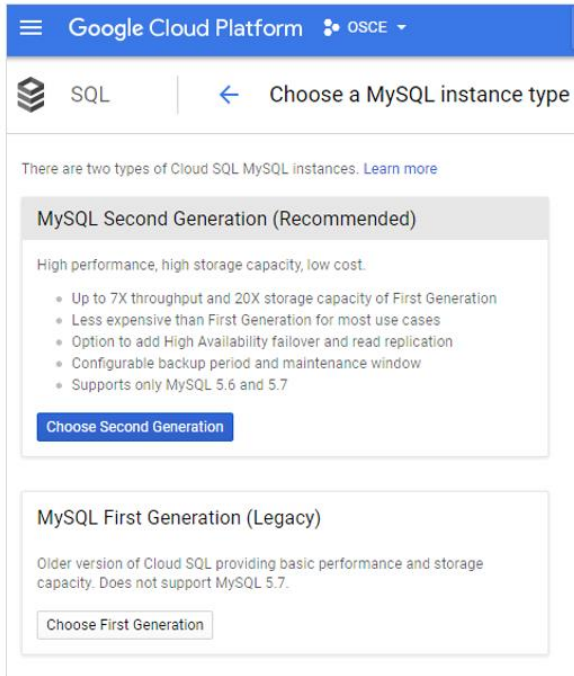 Google Cloud Platform OSCE
SQL Choose a MySQL instance type
There are two types of Cloud SQL MySQL instances. Learn more
MySQL Second Generation (Recommended)
High performance, high storage capacity, low cost.
Up to 7X throughput and 20X storage capacity of First Generation
Less expensive than First Generation for most use cases
Option to add High Availability failover and read replication
Configurable backup period and maintenance window
Supports only MySQL 5.6 and 5.7
Choose Second Generation
MySQL First Generation (Legacy)
Older version of Cloud SQL providing basic performance and storage
capacity. Does not support MySQL 5.7.
Choose First Generation